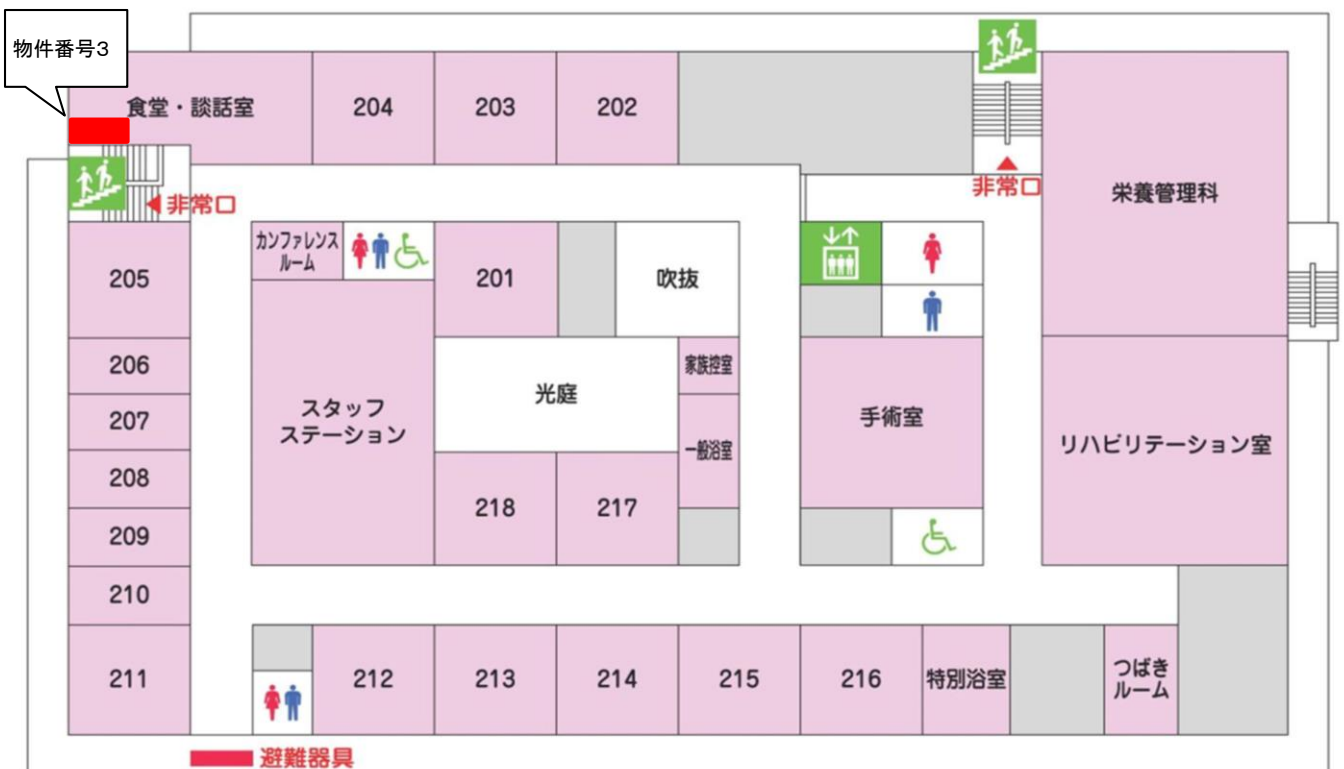 物件番号3
食堂・談話室
204
203
202
非常口
非常口
栄養管理科
カンファレンス
ルーム
201
吹抜
205
206
207
208
209
210
211
スタッフ
ステーション
光庭
家族控室
一般浴室
218
217
手術室
リハビリテーション室
212
213
214
215
216
特別浴室
つばき
ルーム
避難器具